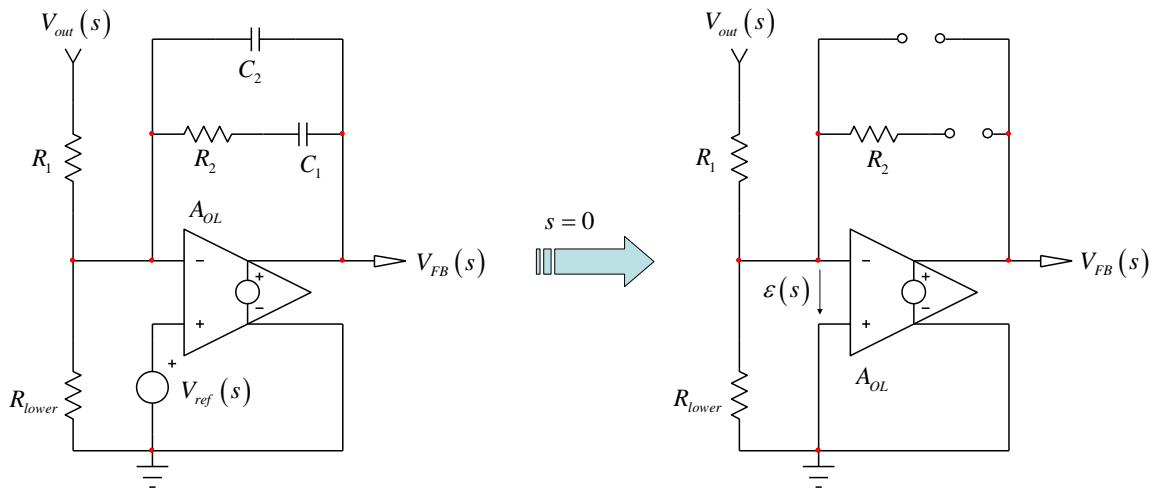 V_out(s)
C_2
R_1
R_2
C_1
A_OL
−
+
−
V_FB(s)
+
+
V_ref(s)
R_lower
s = 0
V_out(s)
R_1
R_2
−
+
−
V_FB(s)
ε(s)
+
A_OL
R_lower